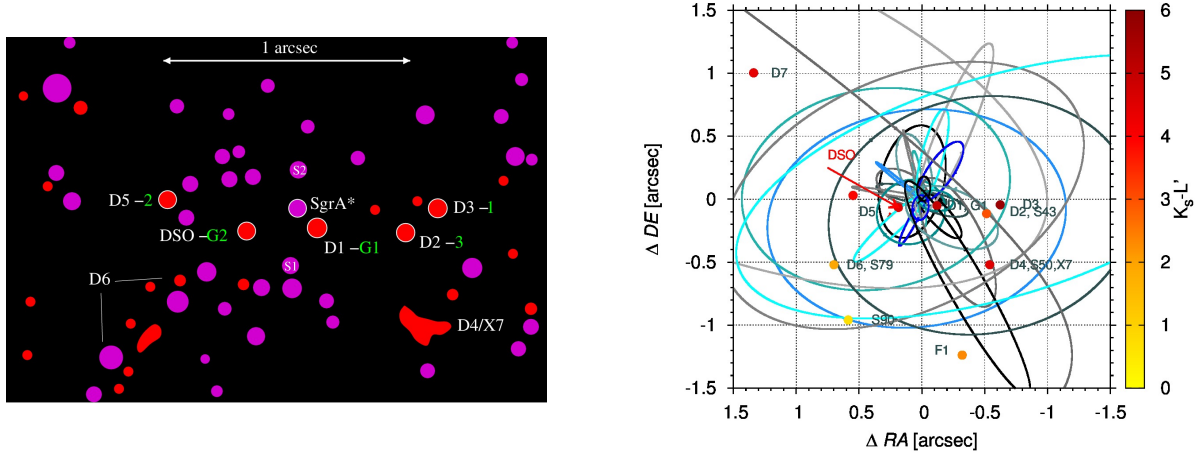 1 arcsec
S2
D5 –2
SgrA*
D3 –1
DSO –G2
D1 –G1
D2 –3
S1
D6
D4/X7
Δ DE [arcsec]
1.5
1
0.5
0
-0.5
-1
-1.5
D7
DSO
D5
D1, G1
D3
D2, S43
D6, S79
D4,S50,X7
S90
F1
1.5 1 0.5 0 -0.5 -1 -1.5
Δ RA [arcsec]
6
5
4
3
2
1
0
Ks-L'